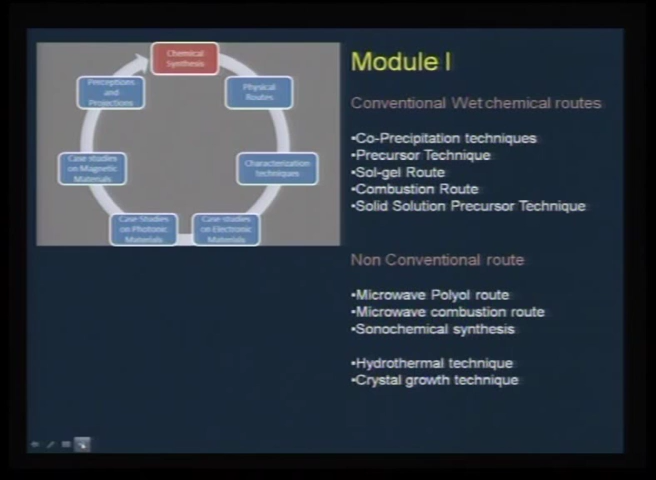 Chemical
Synthesis
Physical
Routes
Characterization
techniques
Case studies
on Electronic
Materials
Case Studies
on Photonic
Materials
Case studies
on Magnetic
Materials
Perceptions
and
Projections
Module I
Conventional Wet chemical routes
•Co-Precipitation techniques
•Precursor Technique
•Sol-gel Route
•Combustion Route
•Solid Solution Precursor Technique
Non Conventional route
•Microwave Polyol route
•Microwave combustion route
•Sonochemical synthesis
•Hydrothermal technique
•Crystal growth technique